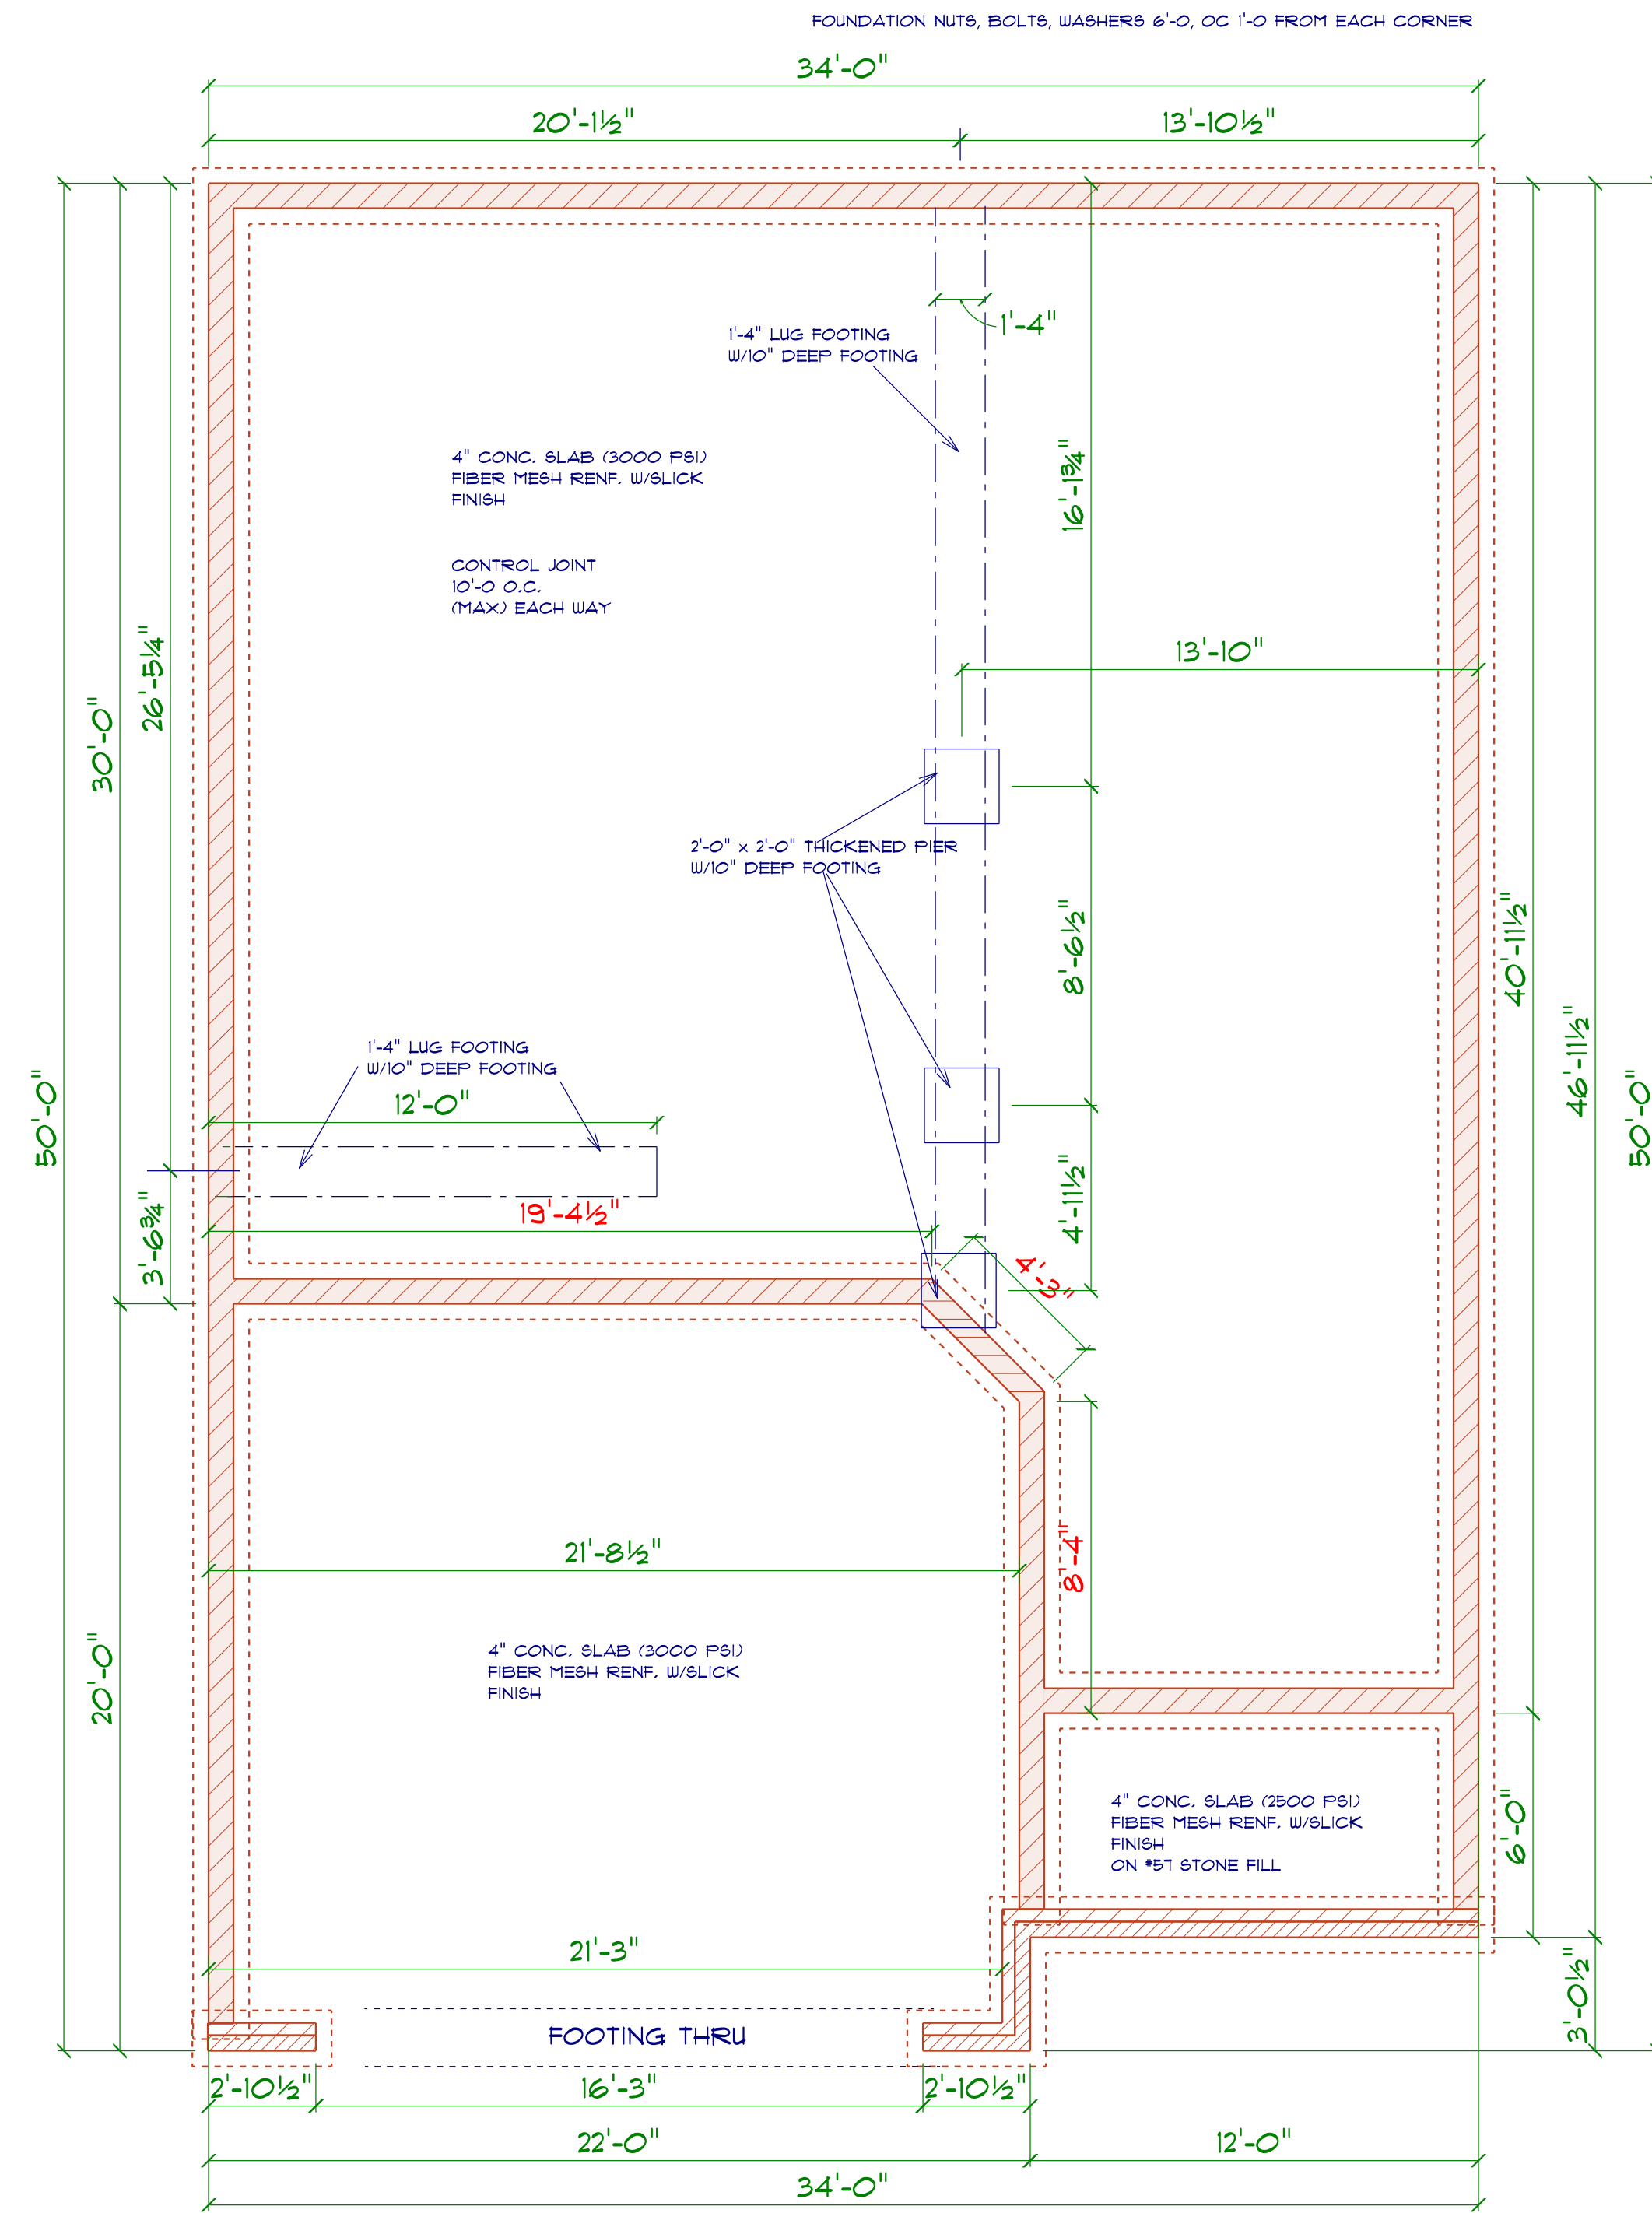 FOUNDATION NUTS, BOLTS, WASHERS 6'-0, OC 1'-0 FROM EACH CORNER
34'-0"
20'-1½"
13'-10½"
1'-4"
1'-4" LUG FOOTING
W/10" DEEP FOOTING
4" CONC. SLAB (3000 PSI)
FIBER MESH RENF. W/SLICK
FINISH
CONTROL JOINT
10'-0 O.C.
(MAX) EACH WAY
16'-1¾"
13'-10"
26'-5¼"
30'-0"
2'-0" x 2'-0" THICKENED PIER
W/10" DEEP FOOTING
8'-6½"
40'-11½"
46'-11½"
50'-0"
50'-0"
1'-4" LUG FOOTING
W/10" DEEP FOOTING
12'-0"
19'-4½"
3'-6¾"
4'-11½"
4'-3"
21'-8½"
8'-4"
20'-0"
4" CONC. SLAB (3000 PSI)
FIBER MESH RENF. W/SLICK
FINISH
4" CONC. SLAB (2500 PSI)
FIBER MESH RENF. W/SLICK
FINISH
ON #57 STONE FILL
6'-0"
21'-3"
3'-0½"
FOOTING THRU
2'-10½"
16'-3"
2'-10½"
22'-0"
12'-0"
34'-0"